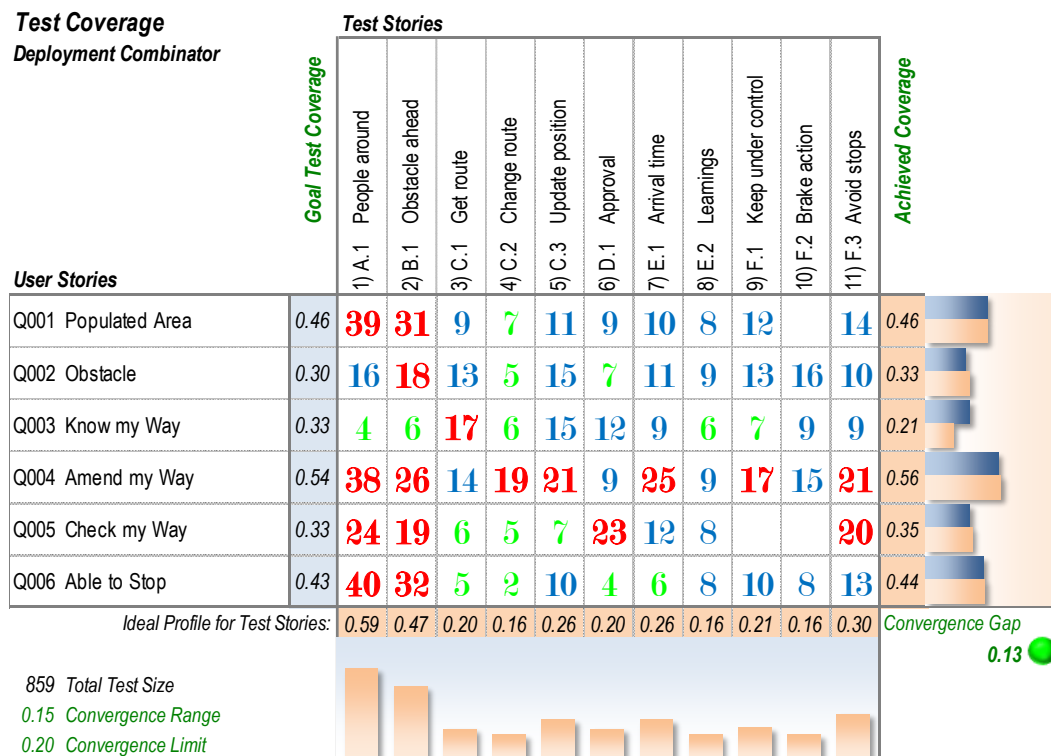 Test Coverage
Deployment Combinator
Test Stories
Goal Test Coverage
1) A.1 People around
2) B.1 Obstacle ahead
3) C.1 Get route
4) C.2 Change route
5) C.3 Update position
6) D.1 Approval
7) E.1 Arrival time
8) E.2 Learnings
9) F.1 Keep under control
10) F.2 Brake action
11) F.3 Avoid stops
Achieved Coverage
User Stories
Q001 Populated Area 0.46 39 31 9 7 11 9 10 8 12 14 0.46
Q002 Obstacle 0.30 16 18 13 5 15 7 11 9 13 16 10 0.33
Q003 Know my Way 0.33 4 6 17 6 15 12 9 6 7 9 9 0.21
Q004 Amend my Way 0.54 38 26 14 19 21 9 25 9 17 15 21 0.56
Q005 Check my Way 0.33 24 19 6 5 7 23 12 8 20 0.35
Q006 Able to Stop 0.43 40 32 5 2 10 4 6 8 10 8 13 0.44
Ideal Profile for Test Stories: 0.59 0.47 0.20 0.16 0.26 0.20 0.26 0.16 0.21 0.16 0.30 Convergence Gap
0.13
859 Total Test Size
0.15 Convergence Range
0.20 Convergence Limit